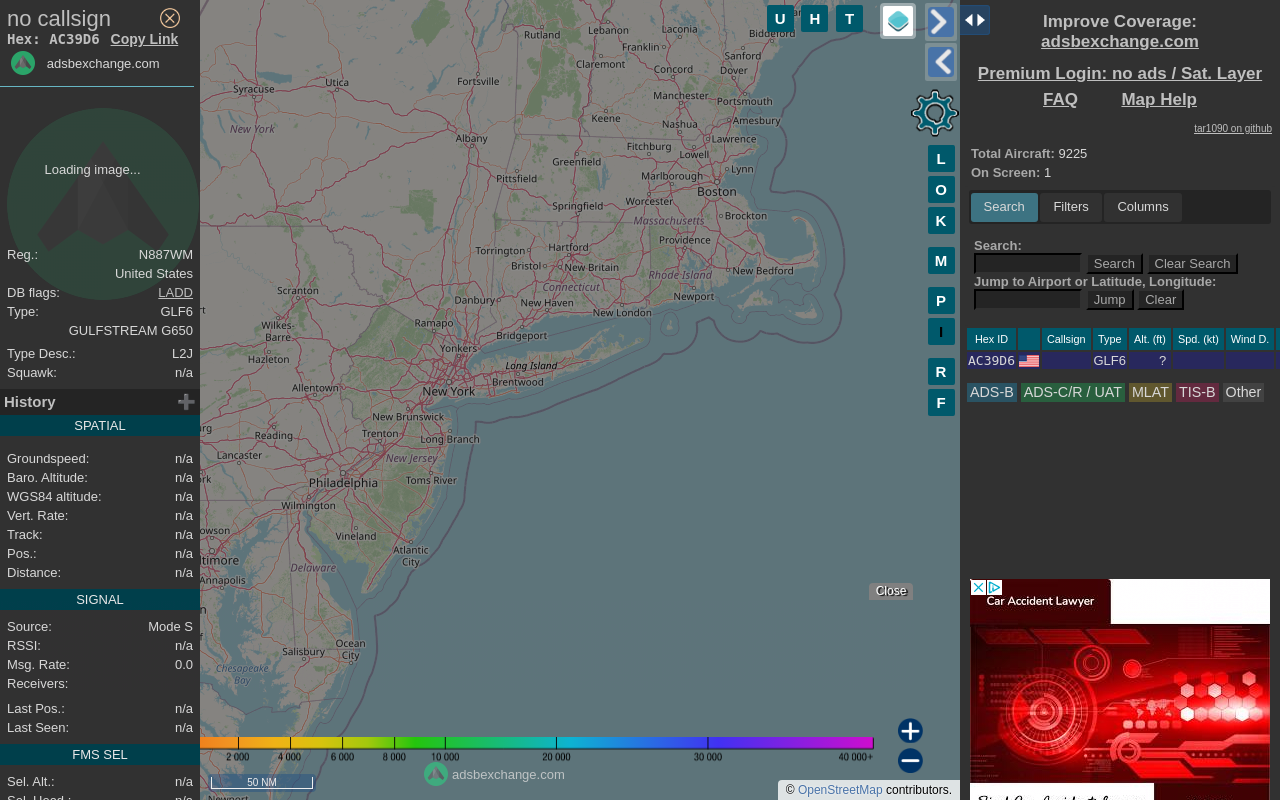 no callsign
Hex: AC39D6 Copy Link
adsbexchange.com
Loading image...
Reg.: N887WM
United States
DB flags: LADD
Type: GLF6
GULFSTREAM G650
Type Desc.: L2J
Squawk: n/a
History
SPATIAL
Groundspeed: n/a
Baro. Altitude: n/a
WGS84 altitude: n/a
Vert. Rate: n/a
Track: n/a
Pos.: n/a
Distance: n/a
SIGNAL
Source: Mode S
RSSI: n/a
Msg. Rate: 0.0
Receivers:
Last Pos.: n/a
Last Seen: n/a
FMS SEL
Sel. Alt.: n/a
U H T
L
O
K
M
P
I
R
F
Rutland
Lebanon
Laconia
Biddeford
Franklin
Sanford
Claremont
Concord
Dover
Fortsville
Utica
Syracuse
Manchester
Portsmouth
Keene
Nashua
Amesbury
New York
Albany
Fitchburg
Lawrence
Lowell
Greenfield
Lynn
Pittsfield
Marlborough
Boston
Springfield
Worcester
Massachusetts
Brockton
Torrington
Hartford
Providence
Bristol
New Britain
Rhode Island
New Bedford
Connecticut
Scranton
Danbury
New Haven
Newport
New London
Wilkes-
Barre
Ramapo
Bridgeport
Yonkers
Hazleton
Long Island
Allentown
Brentwood
New York
New Brunswick
Reading
Trenton
Long Branch
Lancaster
New Jersey
Philadelphia
Toms River
Wilmington
Vineland
Atlantic
City
Annapolis
Delaware
Ocean
City
Salisbury
Chesapeake
Bay
Close
2 000 4 000 6 000 8 000 10 000 20 000 30 000 40 000+
adsbexchange.com
50 NM
© OpenStreetMap contributors.
Improve Coverage:
adsbexchange.com
Premium Login: no ads / Sat. Layer
FAQ Map Help
tar1090 on github
Total Aircraft: 9225
On Screen: 1
Search Filters Columns
Search:
Search Clear Search
Jump to Airport or Latitude, Longitude:
Jump Clear
Hex ID Callsign Type Alt. (ft) Spd. (kt) Wind D.
AC39D6 GLF6 ?
ADS-B ADS-C/R / UAT MLAT TIS-B Other
Car Accident Lawyer